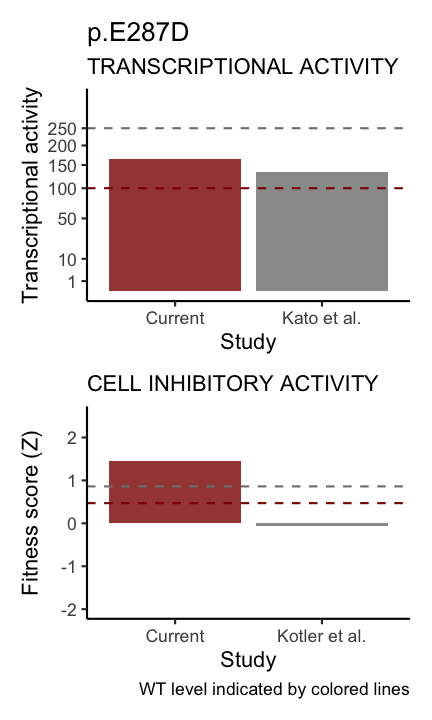 p.E287D
TRANSCRIPTIONAL ACTIVITY
Transcriptional activity
250
200
150
100
50
10
1
Current
Kato et al.
Study
CELL INHIBITORY ACTIVITY
Fitness score (Z)
2
1
0
-1
-2
Current
Kotler et al.
Study
WT level indicated by colored lines